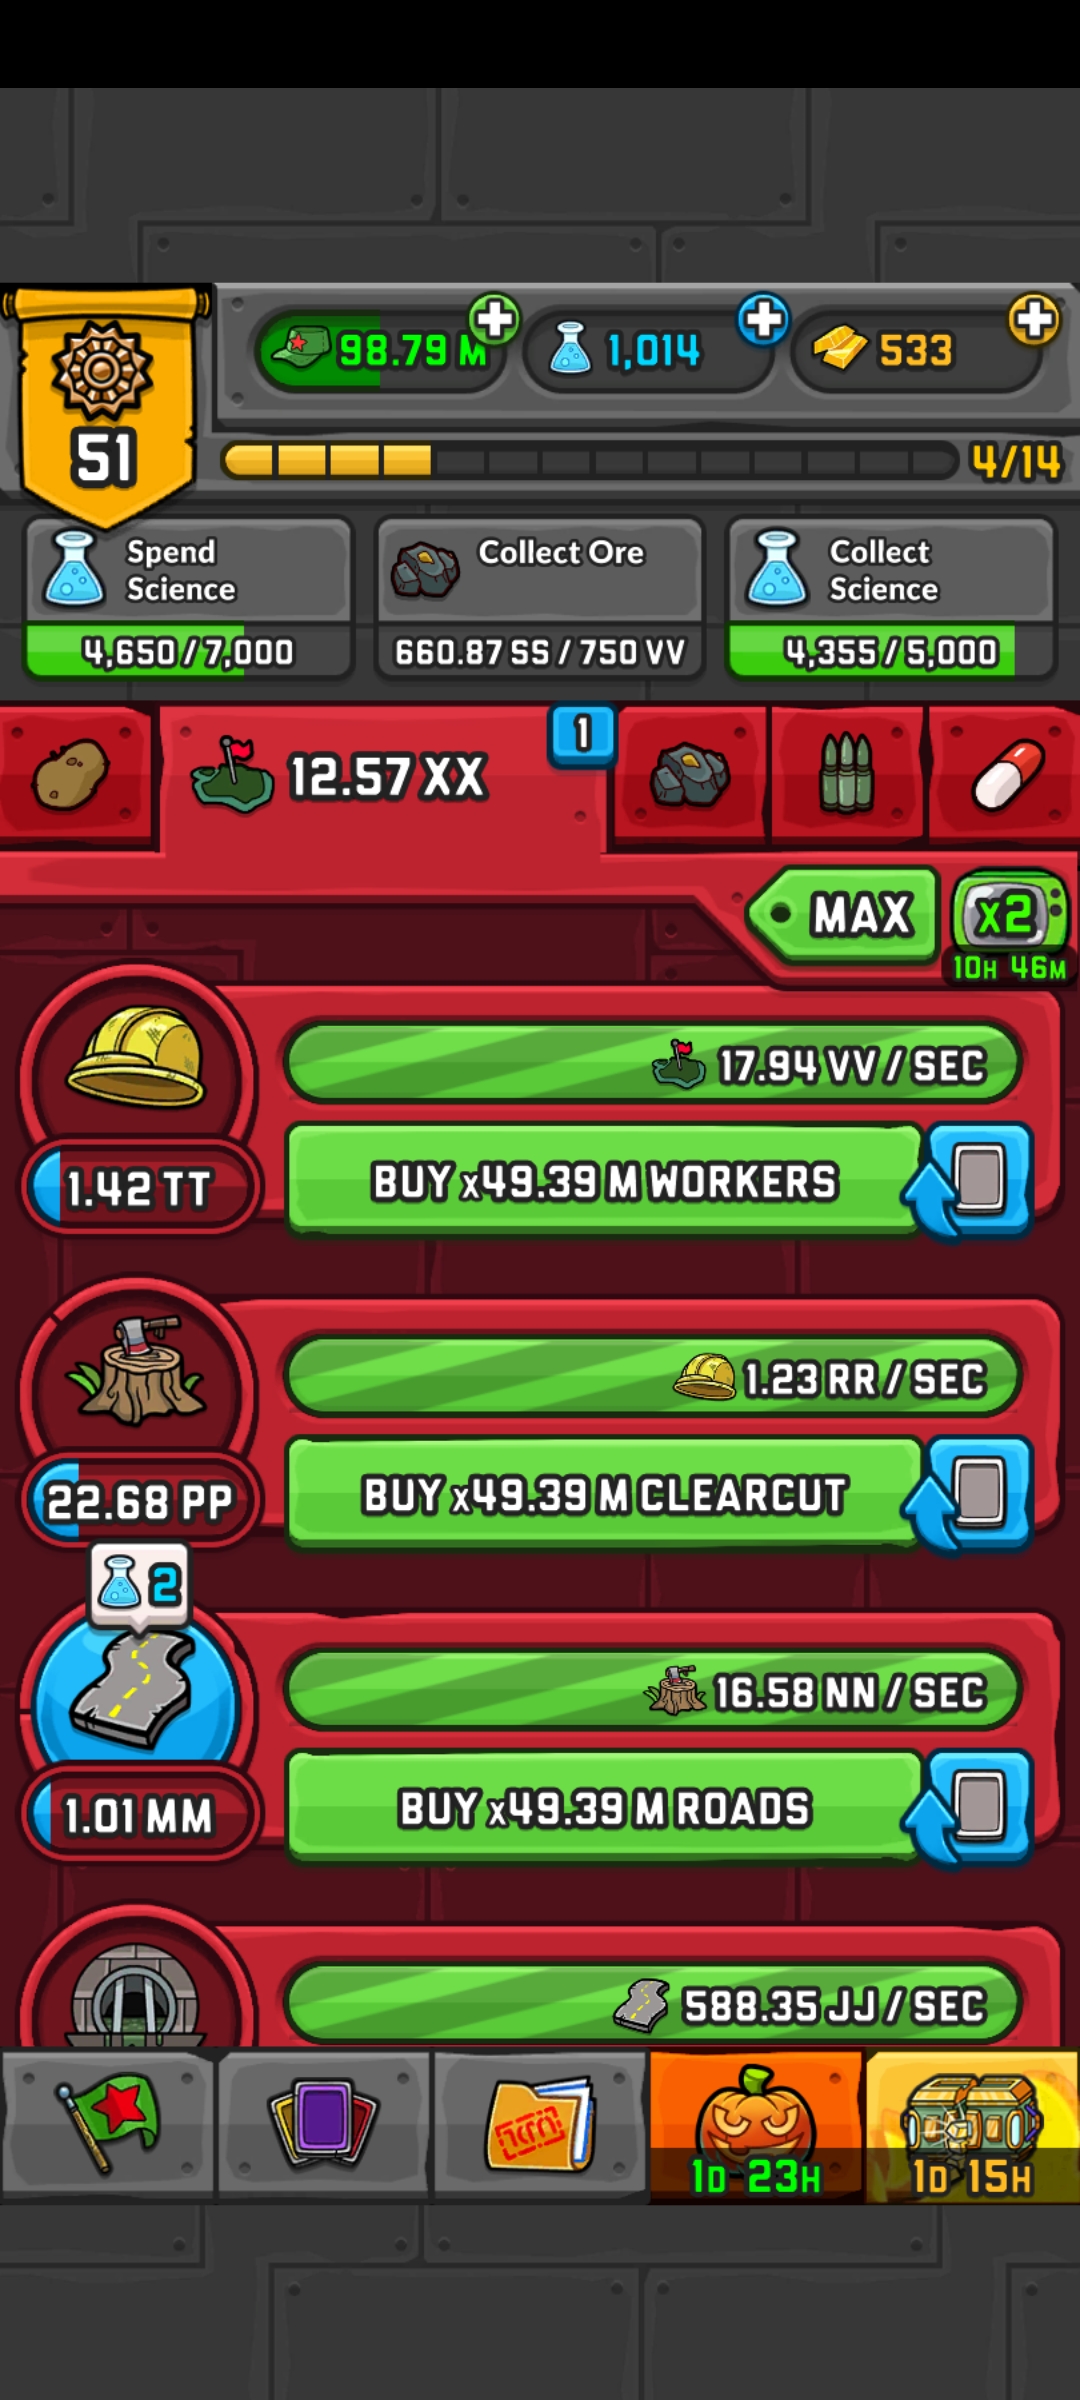 98.79 M
1,014
533
51
4/14
Spend
Science
4,650/7,000
Collect Ore
660.87 SS/750 VV
Collect
Science
4,355/5,000
12.57 XX
1
MAX
x2
10H 46M
17.94 VV/SEC
1.42 TT
BUY x49.39 M WORKERS
1.23 RR/SEC
22.68 PP
BUY x49.39 M CLEARCUT
2
16.58 NN/SEC
1.01 MM
BUY x49.39 M ROADS
588.35 JJ/SEC
1D 23H
1D 15H